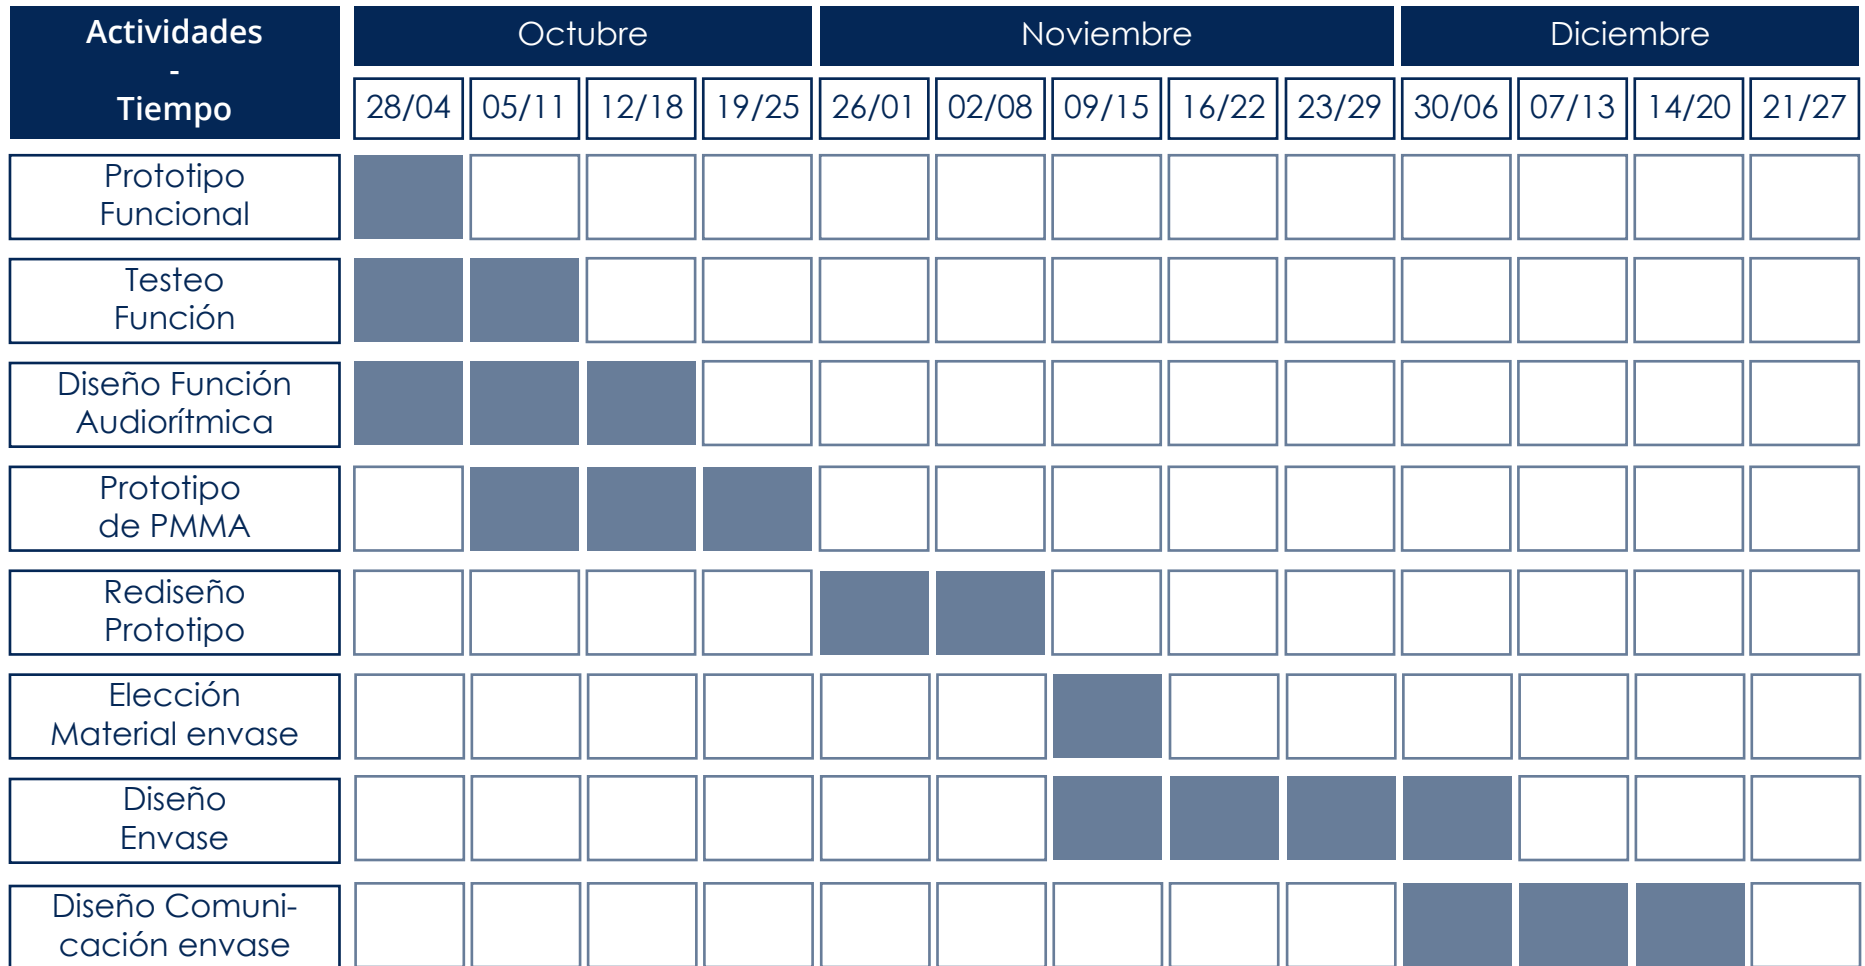 Actividades
-
Tiempo
Octubre
Noviembre
Diciembre
28/04
05/11
12/18
19/25
26/01
02/08
09/15
16/22
23/29
30/06
07/13
14/20
21/27
Prototipo
Funcional
Testeo
Función
Diseño Función
Audiorítmica
Prototipo
de PMMA
Rediseño
Prototipo
Elección
Material envase
Diseño
Envase
Diseño Comuni-
cación envase